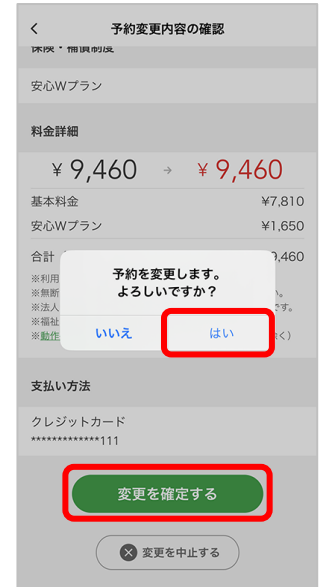 予約変更内容の確認
保険・補償制度
安心Wプラン
料金詳細
¥ 9,460 → ¥ 9,460
基本料金 ¥7,810
安心Wプラン ¥1,650
合計 9,460
予約を変更します。
よろしいですか？
※利用
※無断 。
※法人 です。
※福祉
※動作 く）
いいえ はい
支払い方法
クレジットカード
*************111
変更を確定する
変更を中止する